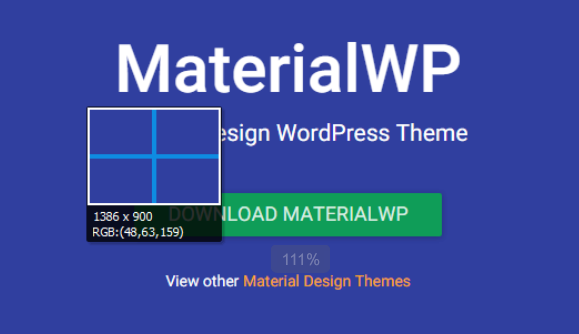 MaterialWP
esign WordPress Theme
1386 x 900
RGB:(48,63,159)
DOWNLOAD MATERIALWP
111%
View other Material Design Themes